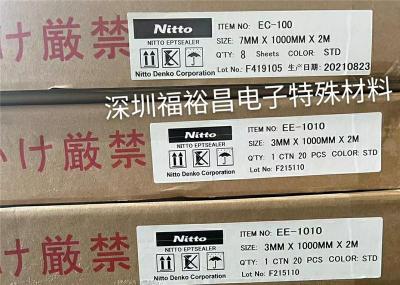 Nitto
NITTO EPTSEALER
Nitto Denko Corporation
ITEM NO: EC-100
SIZE: 7MM X 1000MM X 2M
Q'TY: 8 Sheets COLOR: STD
Lot No: F419105 生产日期: 20210823
け厳禁
深圳福裕昌电子特殊材料
Nitto
NITTO EPTSEALER
Nitto Denko Corporation
ITEM NO: EE-1010
SIZE: 3MM X 1000MM X 2M
Q'TY: 1 CTN 20 PCS COLOR: STD
Lot No: F215110
かけ厳禁
Nitto
NITTO EPTSEALER
Nitto Denko Corporation
ITEM NO: EE-1010
SIZE: 3MM X 1000MM X 2M
Q'TY: 1 CTN 20 PCS COLOR: STD
Lot No: F215110
け厳禁